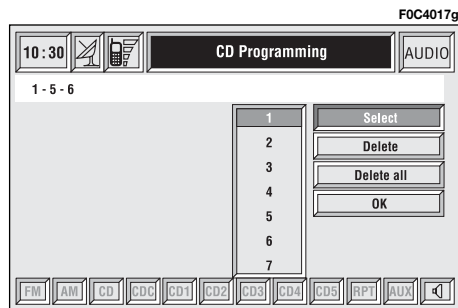 F0C4017g
10:30 CD Programming AUDIO
1 - 5 - 6
1 Select
2 Delete
3 Delete all
4 OK
5
6
7
FM AM CD CDC CD1 CD2 CD3 CD4 CD5 RPT AUX